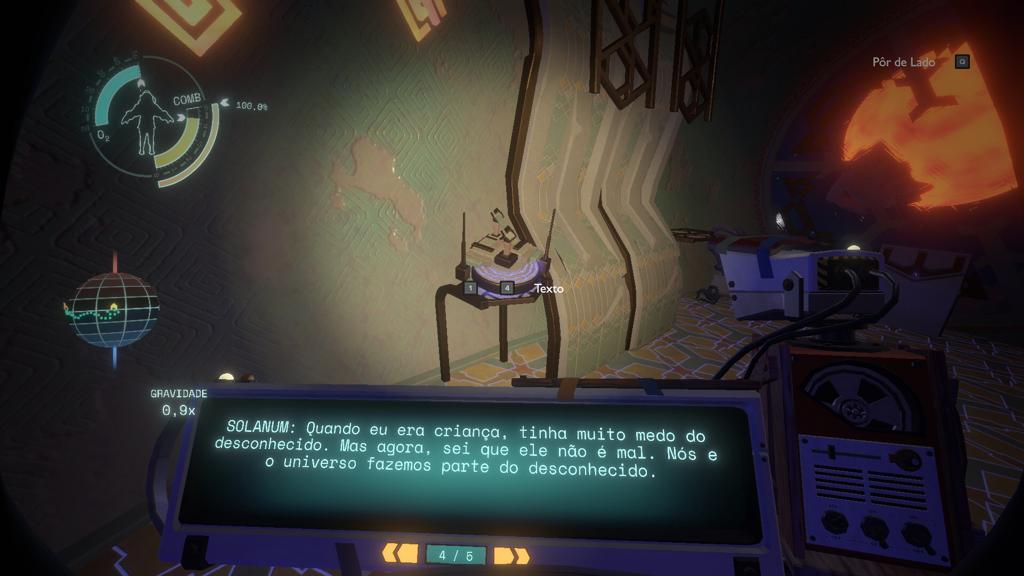 Pôr de Lado Q
COMB
100,0%
O₂
1 4 Texto
GRAVIDADE
0,9x
SOLANUM: Quando eu era criança, tinha muito medo do
desconhecido. Mas agora, sei que ele não é mal. Nós e
o universo fazemos parte do desconhecido.
4 / 5